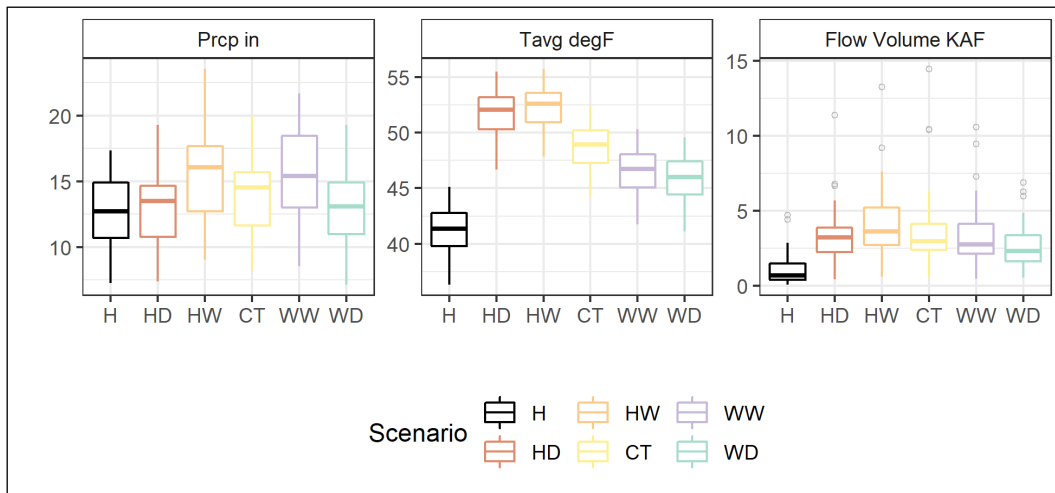 Prcp in
Tavg degF
Flow Volume KAF
20
15
10
55
50
45
40
15
10
5
0
H HD HW CT WW WD
H HD HW CT WW WD
H HD HW CT WW WD
Scenario
H HW WW
HD CT WD